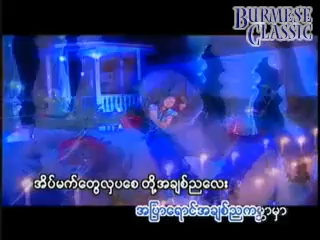 BURMESE
CLASSIC
အိပ်မက်တွေလှပစေ တို့အချစ်ညလေး
အပြာရောင်အချစ်ညကမ္ဘာမှာ